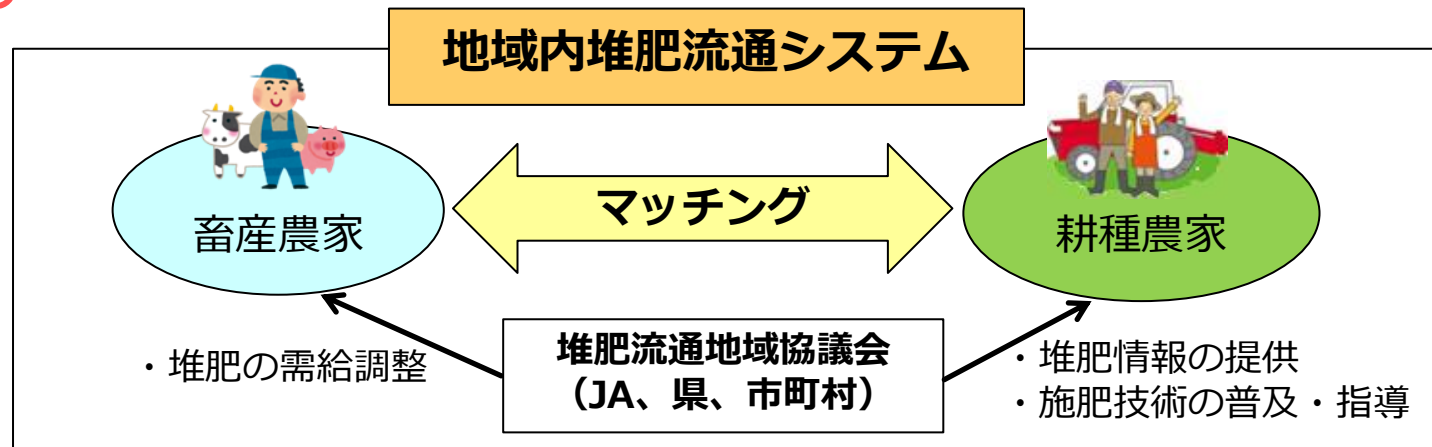 地域内堆肥流通システム
畜産農家
マッチング
耕種農家
・堆肥の需給調整
堆肥流通地域協議会
（JA、県、市町村）
・堆肥情報の提供
・施肥技術の普及・指導